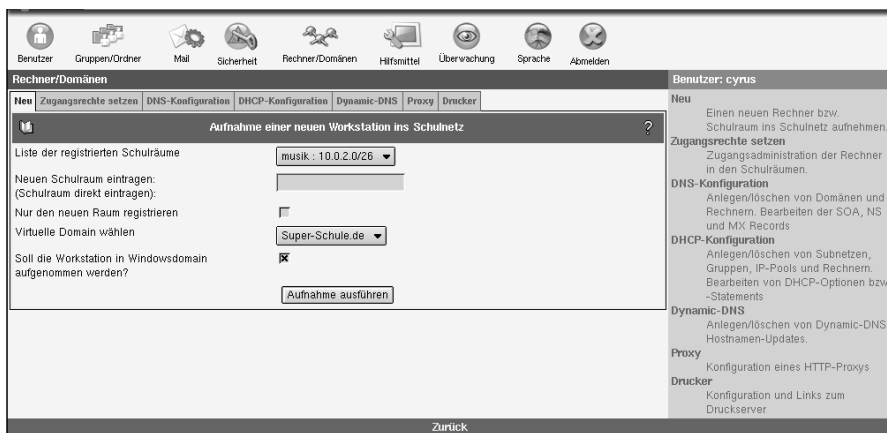 Benutzer Gruppen/Ordner Mail Sicherheit Rechner/Domänen Hilfsmittel Überwachung Sprache Abmelden
Rechner/Domänen
Neu Zugangsrechte setzen DNS-Konfiguration DHCP-Konfiguration Dynamic-DNS Proxy Drucker
Aufnahme einer neuen Workstation ins Schulnetz ?
Liste der registrierten Schulräume musik : 10.0.2.0/26
Neuen Schulraum eintragen:
(Schulraum direkt eintragen):
Nur den neuen Raum registrieren
Virtuelle Domain wählen Super-Schule.de
Soll die Workstation in Windowsdomain
aufgenommen werden?
Aufnahme ausführen
Benutzer: cyrus
Neu
Einen neuen Rechner bzw.
Schulraum ins Schulnetz aufnehmen.
Zugangsrechte setzen
Zugangsadministration der Rechner
in den Schulräumen.
DNS-Konfiguration
Anlegen/löschen von Domänen und
Rechnern. Bearbeiten der SOA, NS
und MX Records
DHCP-Konfiguration
Anlegen/löschen von Subnetzen,
Gruppen, IP-Pools und Rechnern.
Bearbeiten von DHCP-Optionen bzw
-Statements
Dynamic-DNS
Anlegen/löschen von Dynamic-DNS
Hostnamen-Updates.
Proxy
Konfiguration eines HTTP-Proxys
Drucker
Konfiguration und Links zum
Druckserver
Zurück